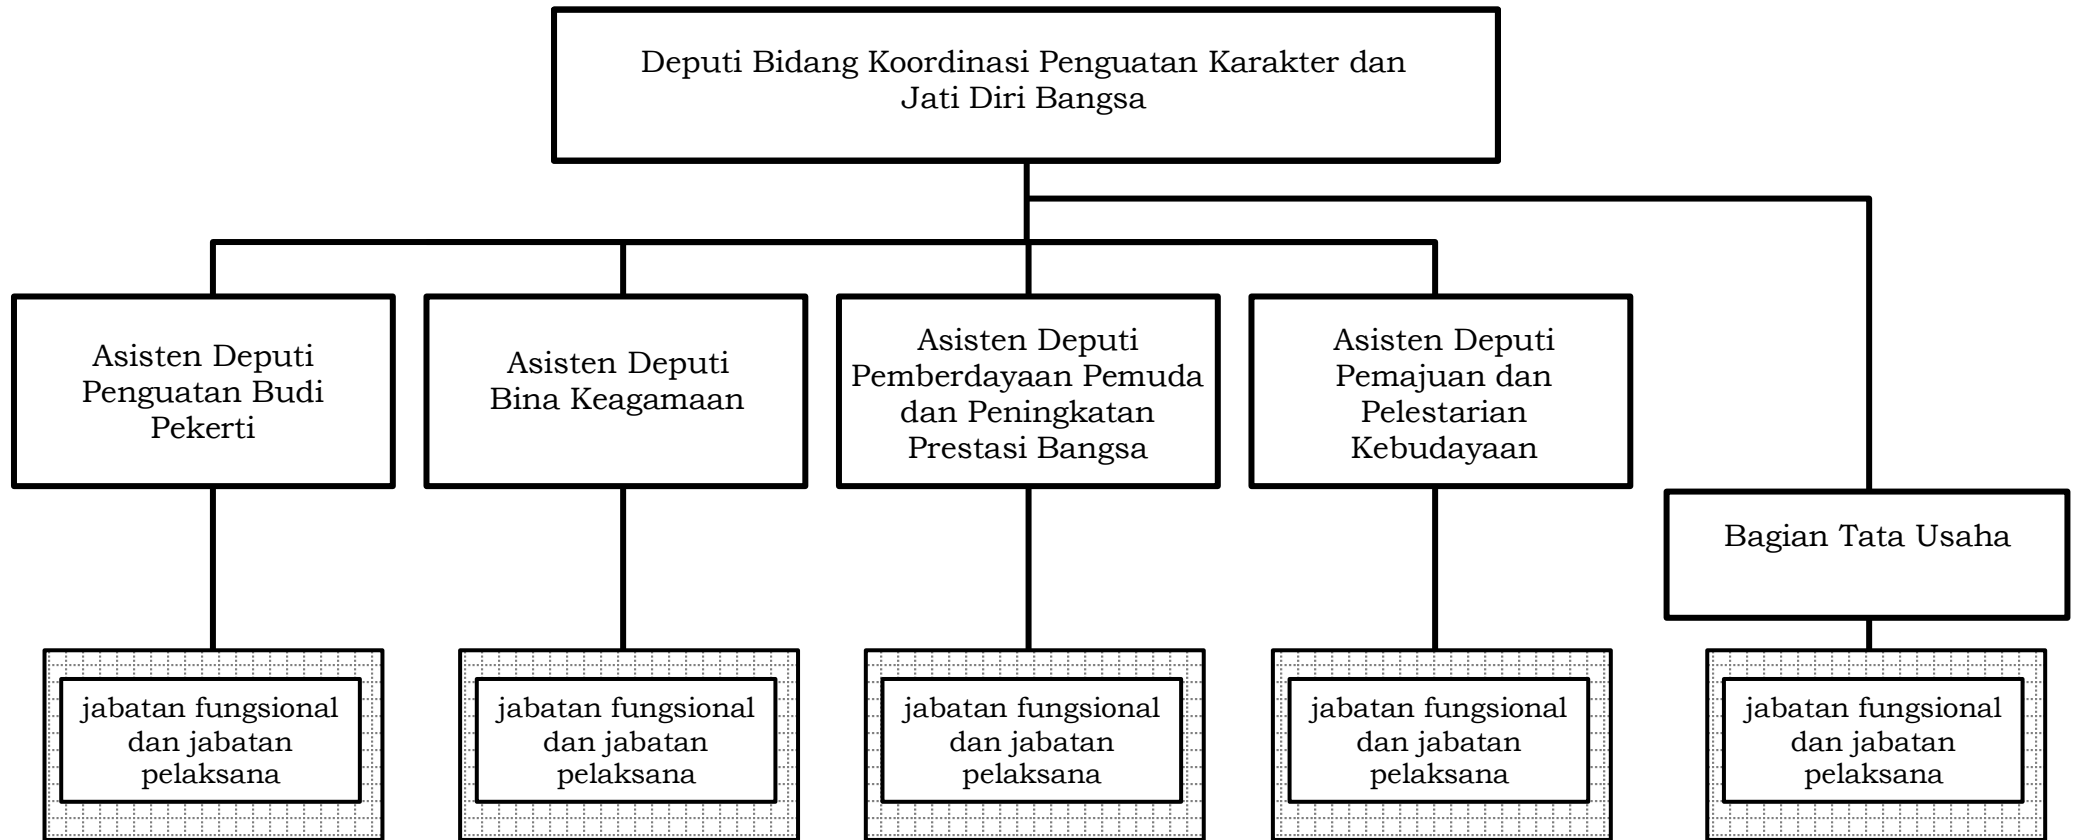 Deputi Bidang Koordinasi Penguatan Karakter dan
Jati Diri Bangsa
Asisten Deputi
Penguatan Budi
Pekerti
Asisten Deputi
Bina Keagamaan
Asisten Deputi
Pemberdayaan Pemuda
dan Peningkatan
Prestasi Bangsa
Asisten Deputi
Pemajuan dan
Pelestarian
Kebudayaan
Bagian Tata Usaha
jabatan fungsional
dan jabatan
pelaksana
jabatan fungsional
dan jabatan
pelaksana
jabatan fungsional
dan jabatan
pelaksana
jabatan fungsional
dan jabatan
pelaksana
jabatan fungsional
dan jabatan
pelaksana